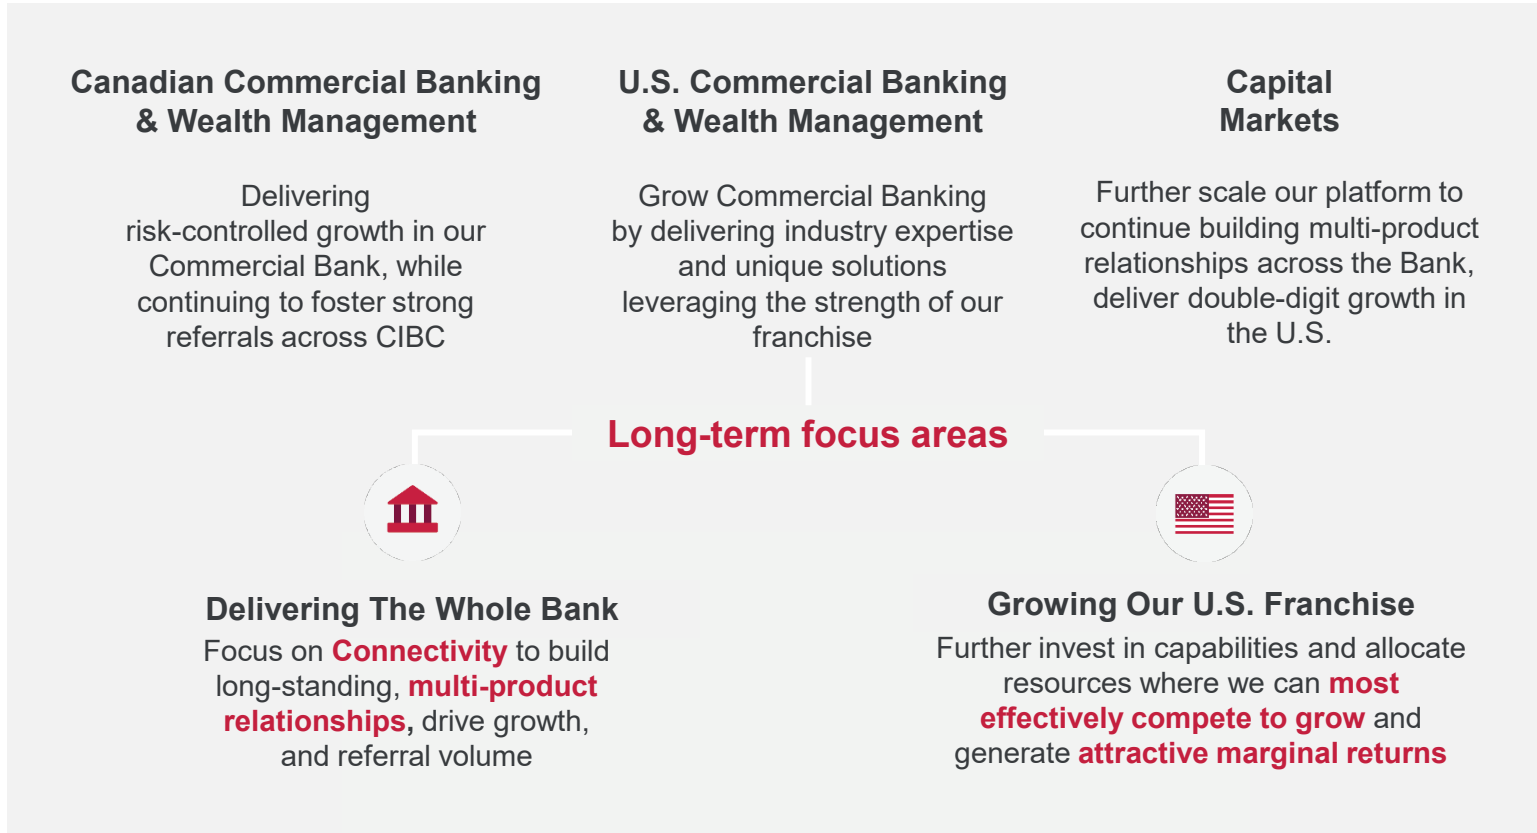 Canadian Commercial Banking
& Wealth Management
Delivering
risk-controlled growth in our
Commercial Bank, while
continuing to foster strong
referrals across CIBC
U.S. Commercial Banking
& Wealth Management
Grow Commercial Banking
by delivering industry expertise
and unique solutions
leveraging the strength of our
franchise
Capital
Markets
Further scale our platform to
continue building multi-product
relationships across the Bank,
deliver double-digit growth in
the U.S.
Long-term focus areas
Delivering The Whole Bank
Focus on Connectivity to build
long-standing, multi-product
relationships, drive growth,
and referral volume
Growing Our U.S. Franchise
Further invest in capabilities and allocate
resources where we can most
effectively compete to grow and
generate attractive marginal returns